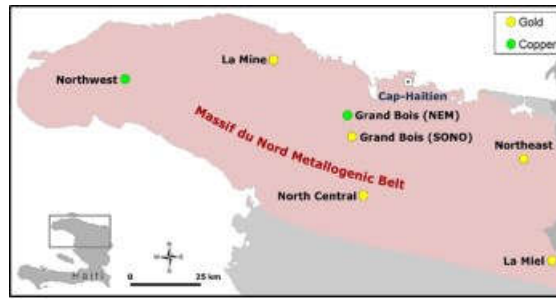 Gold
Copper
La Mine
Northwest
Cap-Haïtien
Grand Bois (NEM)
Grand Bois (SONO)
Northeast
Massif du Nord Metallogenic Belt
North Central
La Miel
Haiti
0
25 km